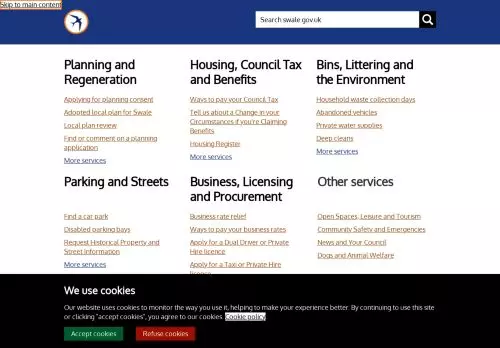 Skip to main content
Search swale.gov.uk
Planning and
Regeneration
Applying for planning consent
Adopted local plan for Swale
Local plan review
Find or comment on a planning
application
More services
Housing, Council Tax
and Benefits
Ways to pay your Council Tax
Tell us about a Change in your
Circumstances if you're Claiming
Benefits
Housing Register
More services
Bins, Littering and
the Environment
Household waste collection days
Abandoned vehicles
Private water supplies
Deep cleans
More services
Parking and Streets
Find a car park
Disabled parking bays
Request Historical Property and
Street Information
More services
Business, Licensing
and Procurement
Business rate relief
Ways to pay your business rates
Apply for a Dual Driver or Private
Hire licence
Apply for a Taxi or Private Hire
licence
Other services
Open Spaces, Leisure and Tourism
Community Safety and Emergencies
News and Your Council
Dogs and Animal Welfare
We use cookies
Our website uses cookies to monitor the way you use it, helping to make your experience better. By continuing to use this site
or clicking "accept cookies", you agree to our cookies. Cookie policy.
Accept cookies
Refuse cookies